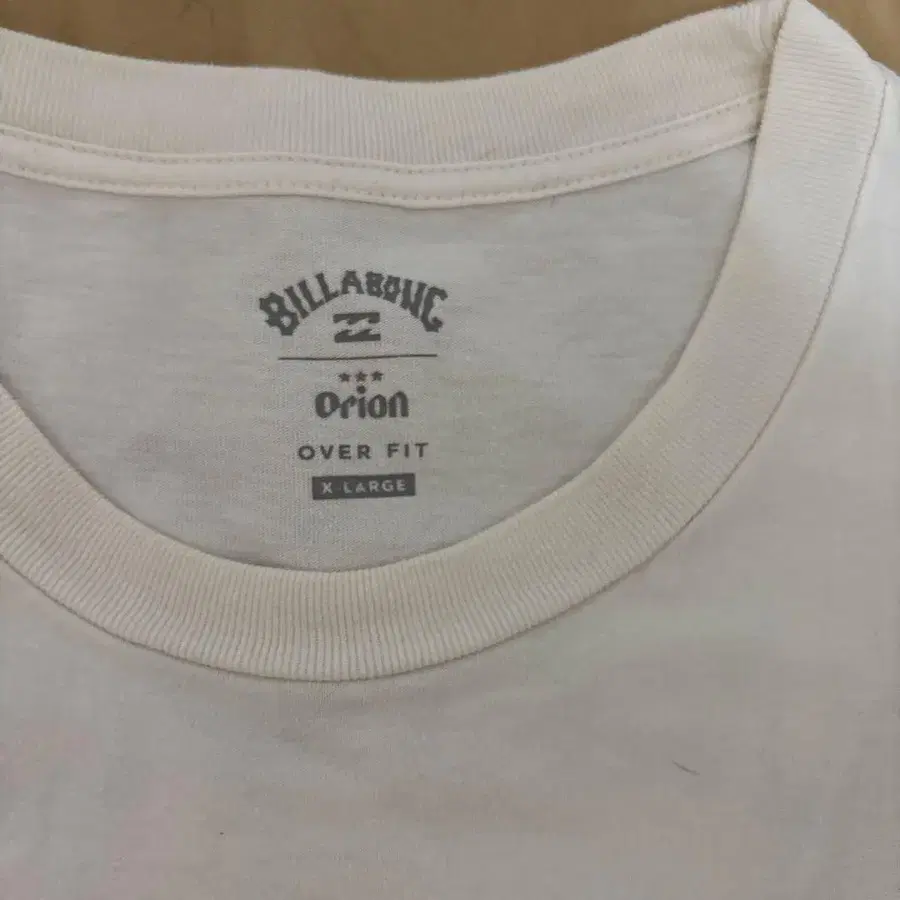 BILLABONG
Orion
OVER FIT
X LARGE